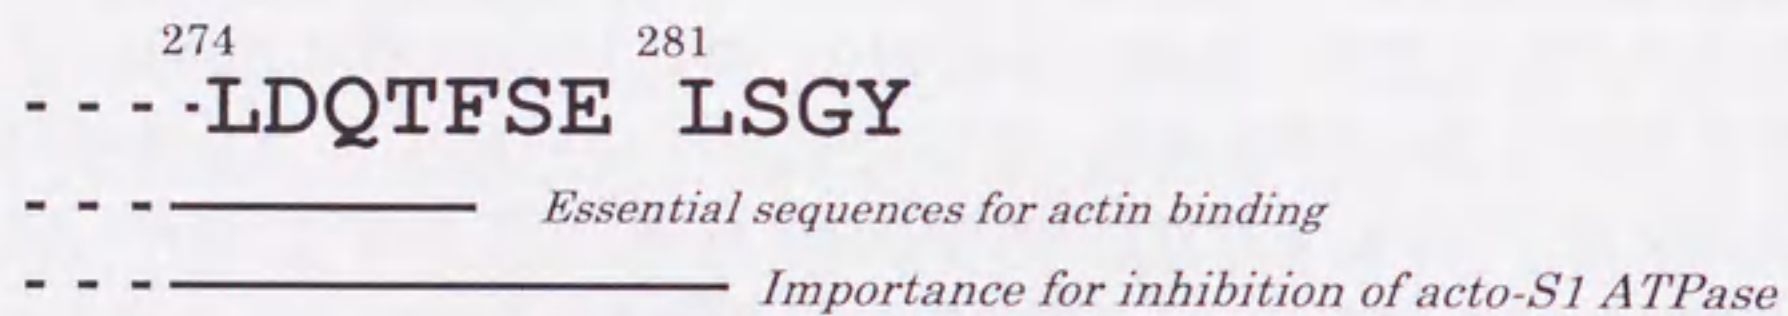 274 281
- - - -LDQTFSE LSGY
- - - Essential sequences for actin binding
- - - Importance for inhibition of acto-S1 ATPase